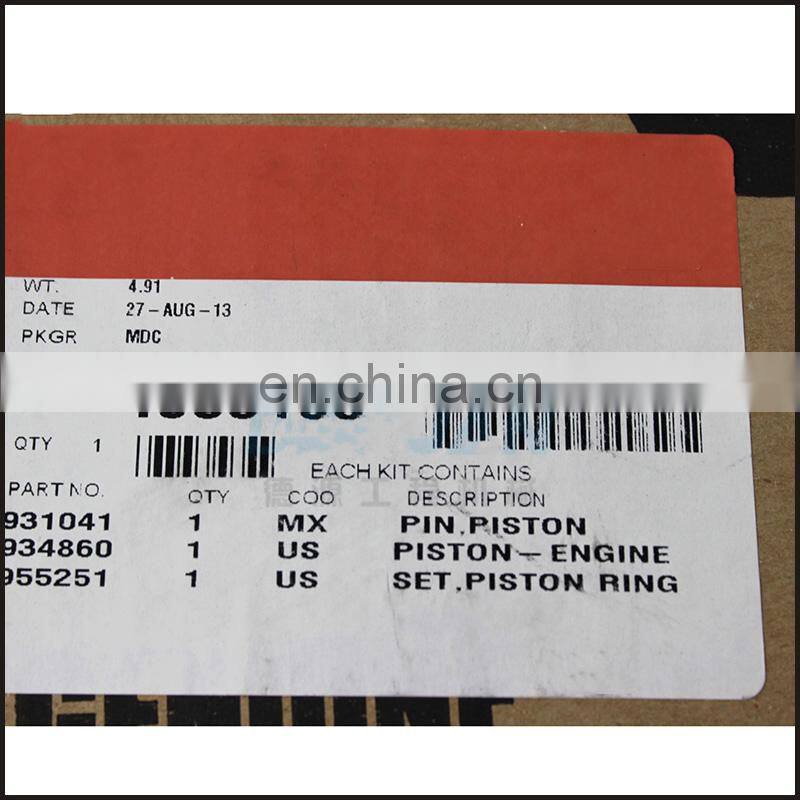 WT. 4.91
DATE 27-AUG-13
PKGR MDC
en.china.cn
QTY 1
EACH KIT CONTAINS
PART NO. QTY COO DESCRIPTION
931041 1 MX PIN,PISTON
934860 1 US PISTON-ENGINE
955251 1 US SET,PISTON RING